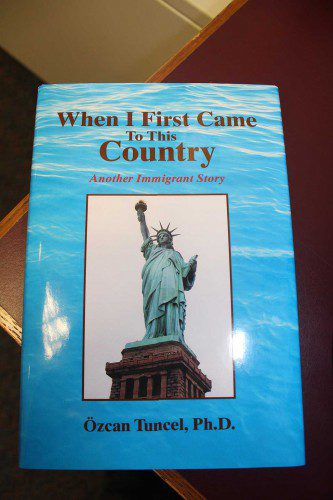 When I First Came
To This
Country
Another Immigrant Story
Özcan Tuncel, Ph.D.